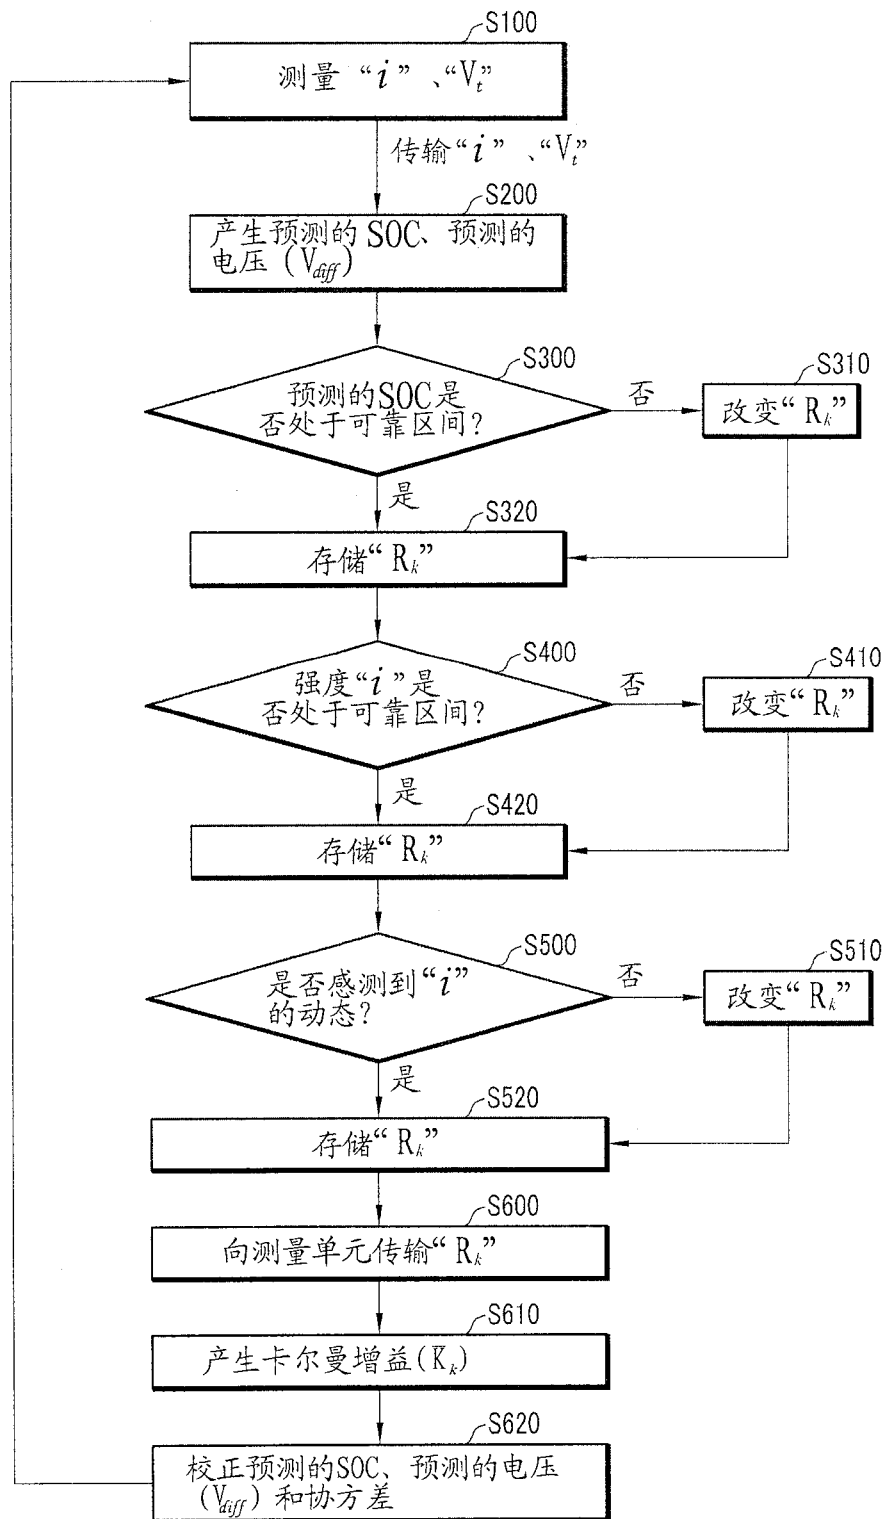 S100
测量 “i”、“Vt”
传输“i”、“Vt”
S200
产生预测的 SOC、预测的
电压 (Vdiff)
S300
预测的SOC是
否处于可靠区间?
否
S310
改变“Rk”
是
S320
存储“Rk”
S400
强度“i”是
否处于可靠区间?
否
S410
改变“Rk”
是
S420
存储“Rk”
S500
是否感测到“i”
的动态?
否
S510
改变“Rk”
是
S520
存储“Rk”
S600
向测量单元传输“Rk”
S610
产生卡尔曼增益(Kk)
S620
校正预测的SOC、预测的电压
(Vdiff) 和协方差